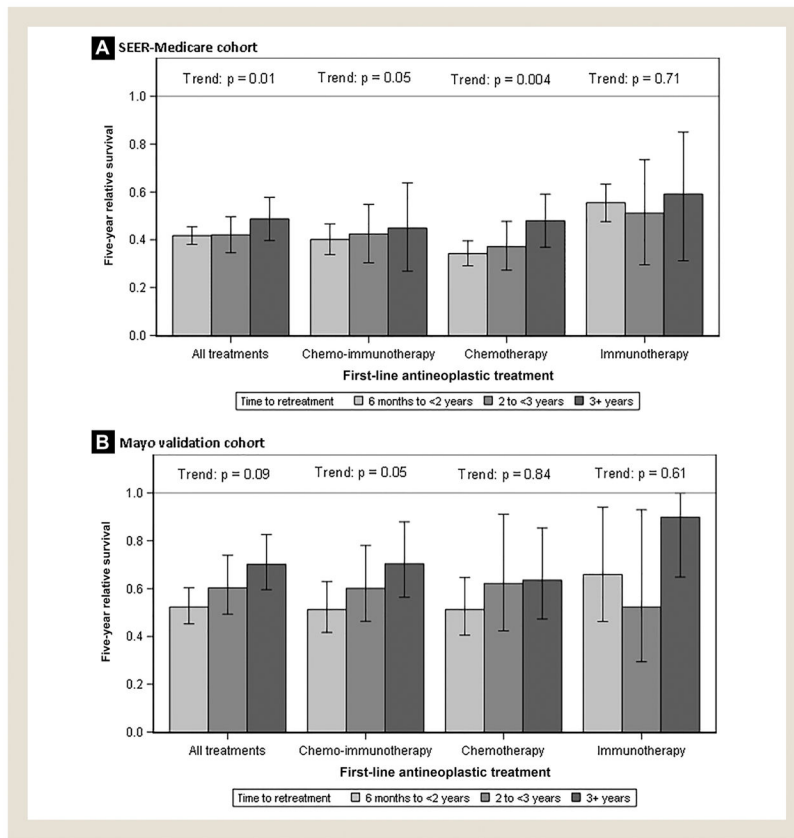 A SEER-Medicare cohort
Trend: p = 0.01 Trend: p = 0.05 Trend: p = 0.004 Trend: p = 0.71
1.0
0.8
0.6
0.4
0.2
0.0
Five-year relative survival
All treatments Chemo-immunotherapy Chemotherapy Immunotherapy
First-line antineoplastic treatment
Time to retreatment 6 months to <2 years 2 to <3 years 3+ years
B Mayo validation cohort
Trend: p = 0.09 Trend: p = 0.05 Trend: p = 0.84 Trend: p = 0.61
1.0
0.8
0.6
0.4
0.2
0.0
Five-year relative survival
All treatments Chemo-immunotherapy Chemotherapy Immunotherapy
First-line antineoplastic treatment
Time to retreatment 6 months to <2 years 2 to <3 years 3+ years